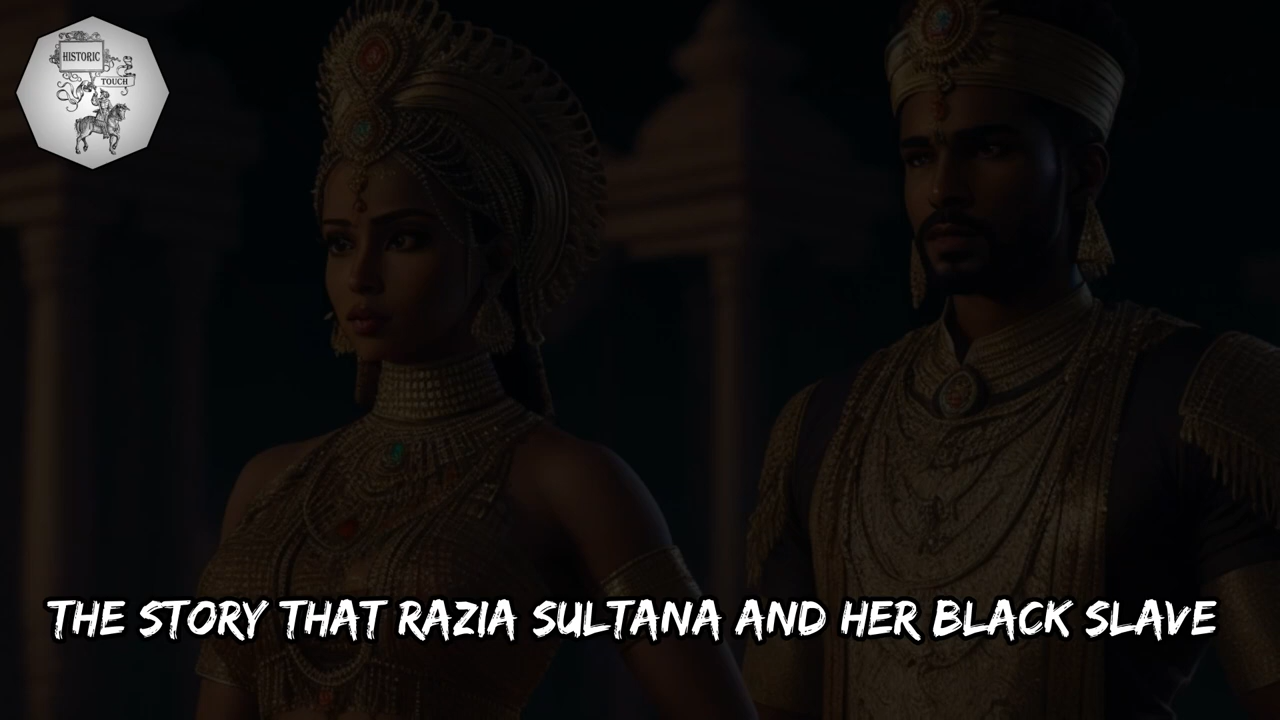 HISTORIC
TOUCH
THE STORY THAT RAZIA SULTANA AND HER BLACK SLAVE